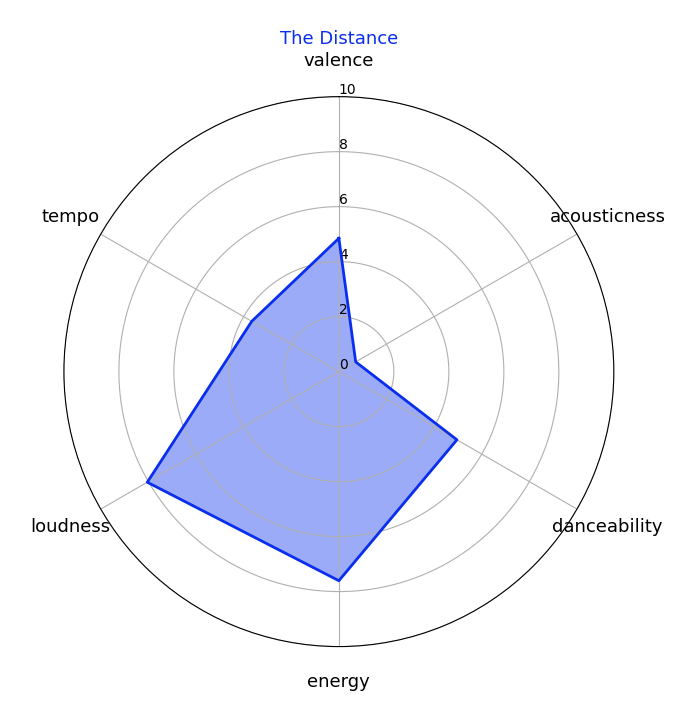 The Distance
valence
10
8
tempo
6
acousticness
4
2
0
loudness
danceability
energy